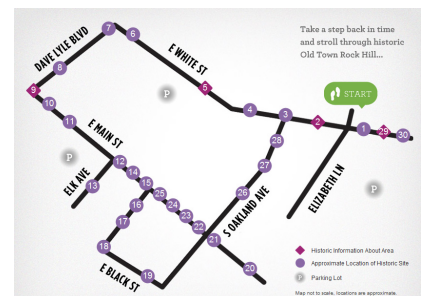 Take a step back in time
and stroll through historic
Old Town Rock Hill...
START
DAVE LYLE BLVD
E WHITE ST
E MAIN ST
ELK AVE
E BLACK ST
S OAKLAND AVE
ELIZABETH LN
7
6
8
9
10
11
5
4
3
2
1
29
30
28
27
26
12
13
14
15
16
25
24
17
23
22
21
18
19
20
P
P
P
Historic Information About Area
Approximate Location of Historic Site
P Parking Lot
Map not to scale, locations are approximate.